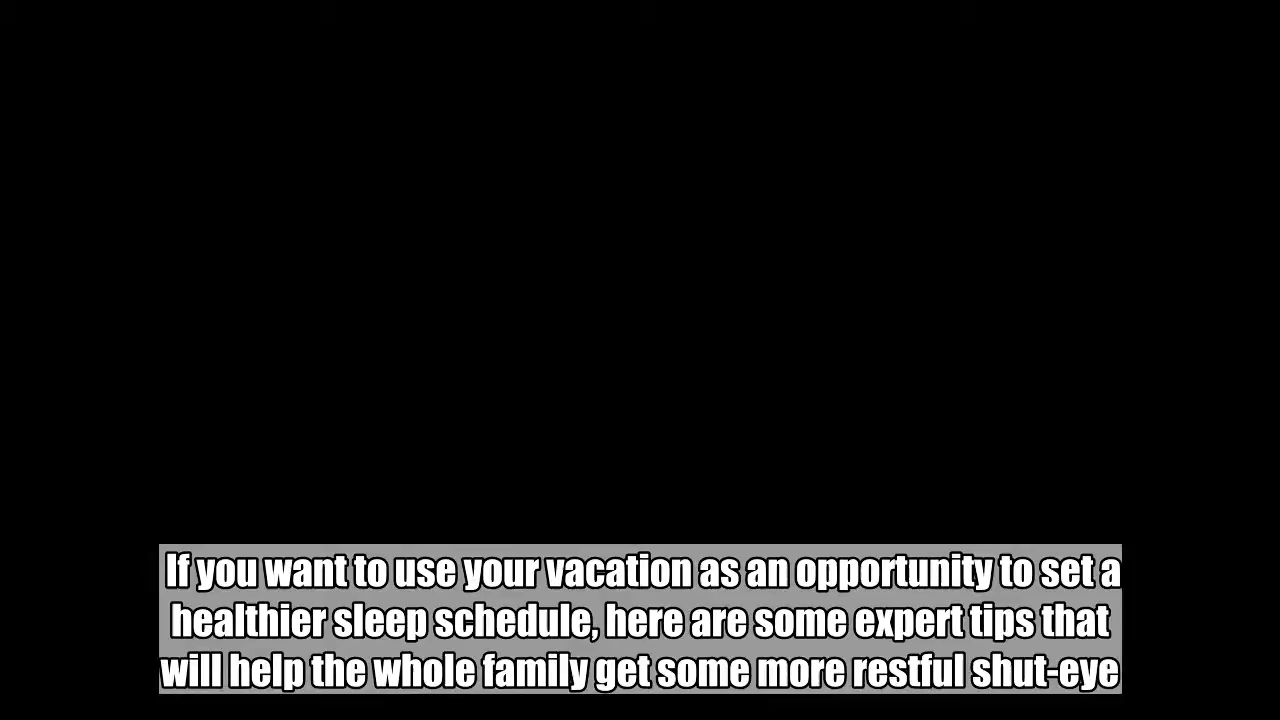 If you want to use your vacation as an opportunity to set a
healthier sleep schedule, here are some expert tips that
will help the whole family get some more restful shut-eye